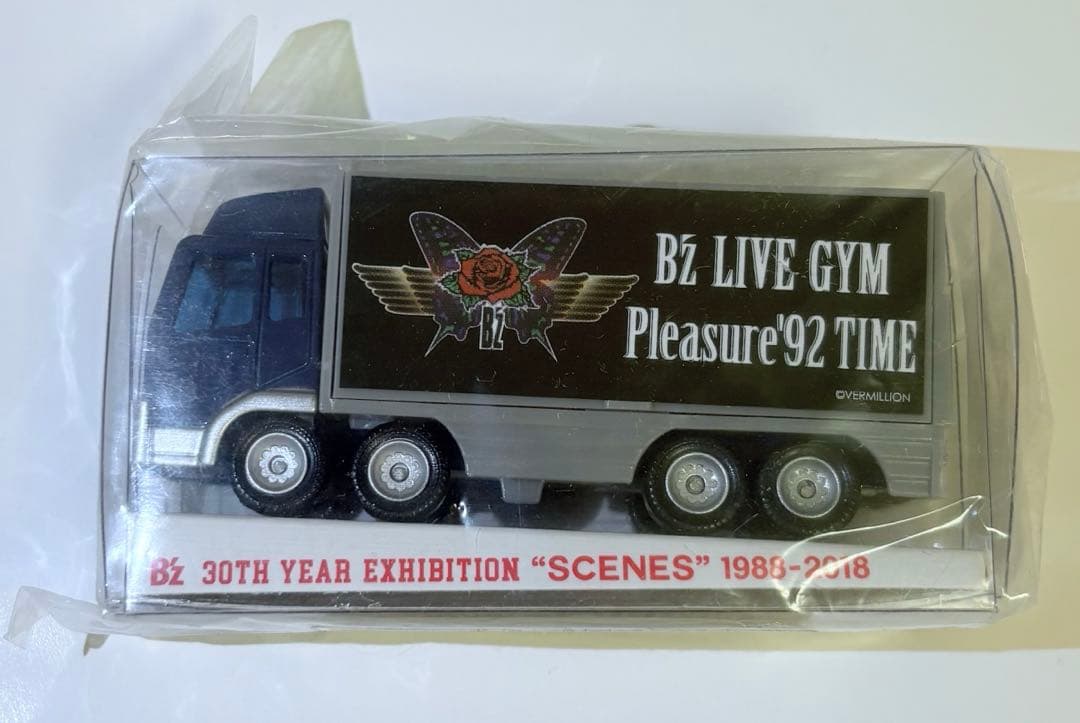 B'z LIVE GYM
Pleasure'92 TIME
B'z
©VERMILLION
B'z 30TH YEAR EXHIBITION "SCENES" 1988-2018